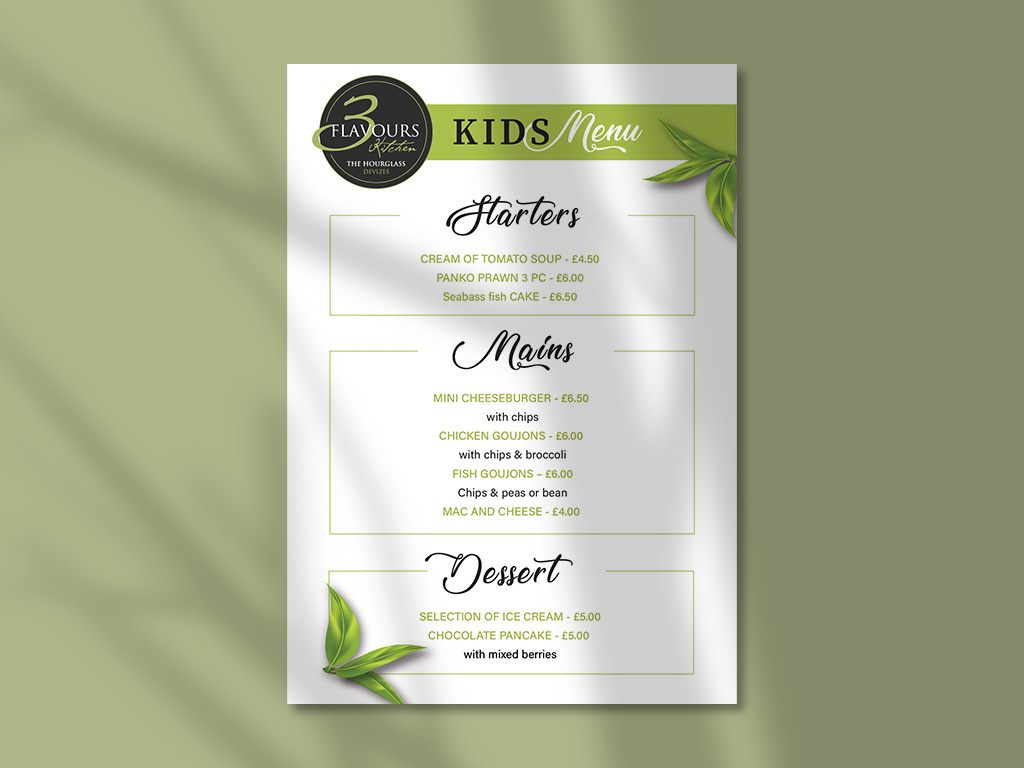 3
FLAVOURS
Kitchen
THE HOURGLASS
DEVIZES
KIDS Menu
Starters
CREAM OF TOMATO SOUP - £4.50
PANKO PRAWN 3 PC - £6.00
Seabass fish CAKE - £6.50
Mains
MINI CHEESEBURGER - £6.50
with chips
CHICKEN GOUJONS - £6.00
with chips & broccoli
FISH GOUJONS – £6.00
Chips & peas or bean
MAC AND CHEESE - £4.00
Dessert
SELECTION OF ICE CREAM - £5.00
CHOCOLATE PANCAKE - £5.00
with mixed berries